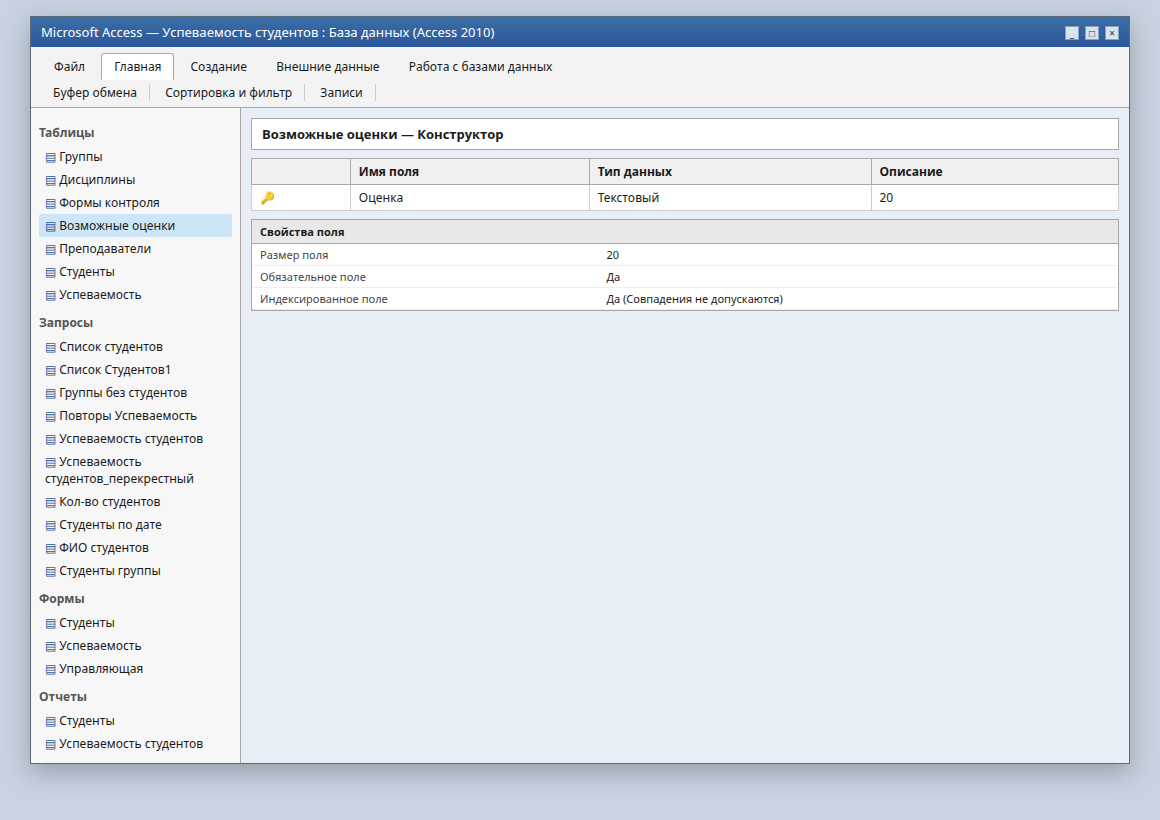 Microsoft Access — Успеваемость студентов : База данных (Access 2010)
Файл Главная Создание Внешние данные Работа с базами данных
Буфер обмена Сортировка и фильтр Записи
Таблицы
Группы
Дисциплины
Формы контроля
Возможные оценки
Преподаватели
Студенты
Успеваемость
Запросы
Список студентов
Список Студентов1
Группы без студентов
Повторы Успеваемость
Успеваемость студентов
Успеваемость
студентов_перекрестный
Кол-во студентов
Студенты по дате
ФИО студентов
Студенты группы
Формы
Студенты
Успеваемость
Управляющая
Отчеты
Студенты
Успеваемость студентов
Возможные оценки — Конструктор
Имя поля Тип данных Описание
Оценка Текстовый 20
Свойства поля
Размер поля 20
Обязательное поле Да
Индексированное поле Да (Совпадения не допускаются)